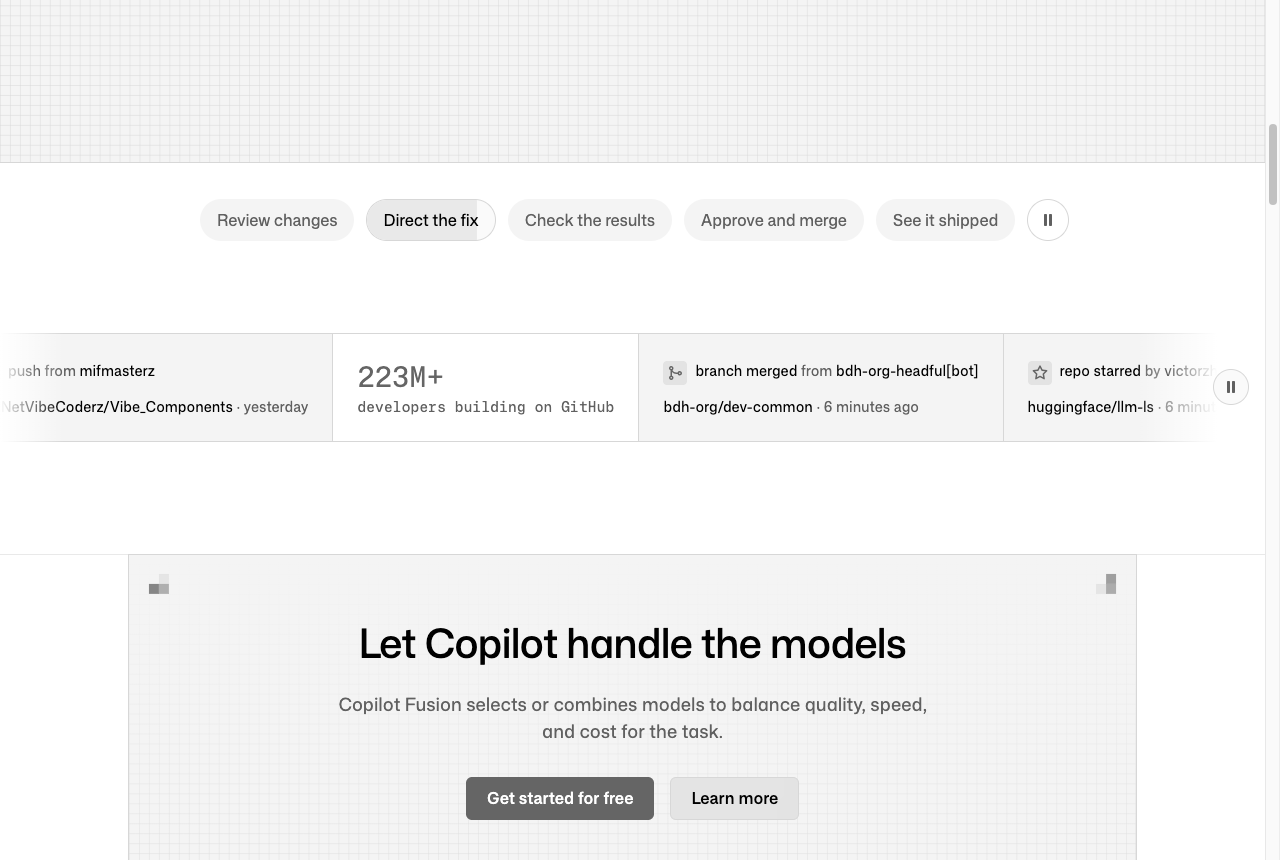 Review changes
Direct the fix
Check the results
Approve and merge
See it shipped
push from mifmasterz
NetVibeCoderz/Vibe_Components · yesterday
223M+
developers building on GitHub
branch merged from bdh-org-headful[bot]
bdh-org/dev-common · 6 minutes ago
repo starred by
huggingface/llm-ls · 6
Let Copilot handle the models
Copilot Fusion selects or combines models to balance quality, speed,
and cost for the task.
Get started for free
Learn more